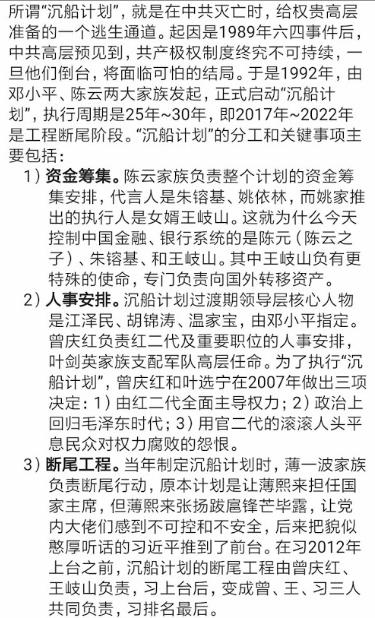 所谓“沉船计划”，就是在中共灭亡时，给权贵高层
准备的一个逃生通道。起因是1989年六四事件后，
中共高层预见到，共产极权制度终究不可持续，一
旦他们倒台，将面临可怕的结局。于是1992年，由
邓小平、陈云两大家族发起，正式启动“沉船计
划”，执行周期是25年~30年，即2017年~2022年
是工程断尾阶段。“沉船计划”的分工和关键事项主
要包括：
1）资金筹集。陈云家族负责整个计划的资金筹
集安排，代言人是朱镕基、姚依林，而姚家推
出的执行人是女婿王岐山。这就为什么今天
控制中国金融、银行系统的是陈元（陈云之
子）、朱镕基、和王岐山。其中王岐山负有更
特殊的使命，专门负责向国外转移资产。
2）人事安排。沉船计划过渡期领导层核心人物
是江泽民、胡锦涛、温家宝，由邓小平指定。
曾庆红负责红二代及重要职位的人事安排，
叶剑英家族支配军队高层任命。为了执行“沉
船计划”，曾庆红和叶选宁在2007年做出三项
决定：1）由红二代全面主导权力；2）政治上
回归毛泽东时代；3）用官二代的滚滚人头平
息民众对权力腐败的怨恨。
3）断尾工程。当年制定沉船计划时，薄一波家族
负责断尾行动，原本计划是让薄熙来担任国
家主席，但薄熙来张扬跋扈锋芒毕露，让党
内大佬们感到不可控和不安全，后来把貌似
憨厚听话的习近平推到了前台。在习2012年
上台之前，沉船计划的断尾工程由曾庆红、
王岐山负责，习上台后，变成曾、王、习三人
共同负责，习排名最后。